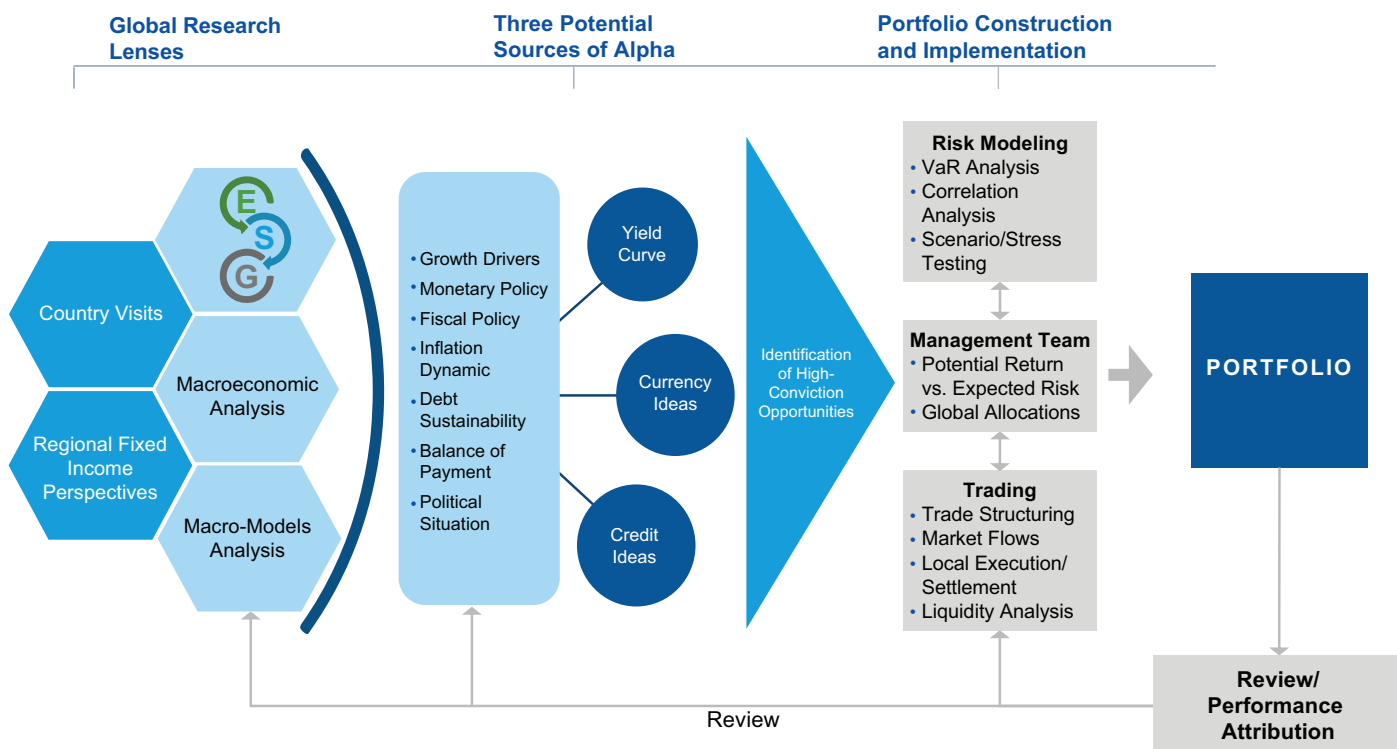 Global Research
Lenses
Three Potential
Sources of Alpha
Portfolio Construction
and Implementation
E
S
G
Country Visits
Macroeconomic
Analysis
Regional Fixed
Income
Perspectives
Macro-Models
Analysis
• Growth Drivers
• Monetary Policy
• Fiscal Policy
• Inflation
Dynamic
• Debt
Sustainability
• Balance of
Payment
• Political
Situation
Yield
Curve
Currency
Ideas
Credit
Ideas
Identification
of High-
Conviction
Opportunities
Risk Modeling
• VaR Analysis
• Correlation
Analysis
• Scenario/Stress
Testing
Management Team
• Potential Return
vs. Expected Risk
• Global Allocations
Trading
• Trade Structuring
• Market Flows
• Local Execution/
Settlement
• Liquidity Analysis
PORTFOLIO
Review/
Performance
Attribution
Review